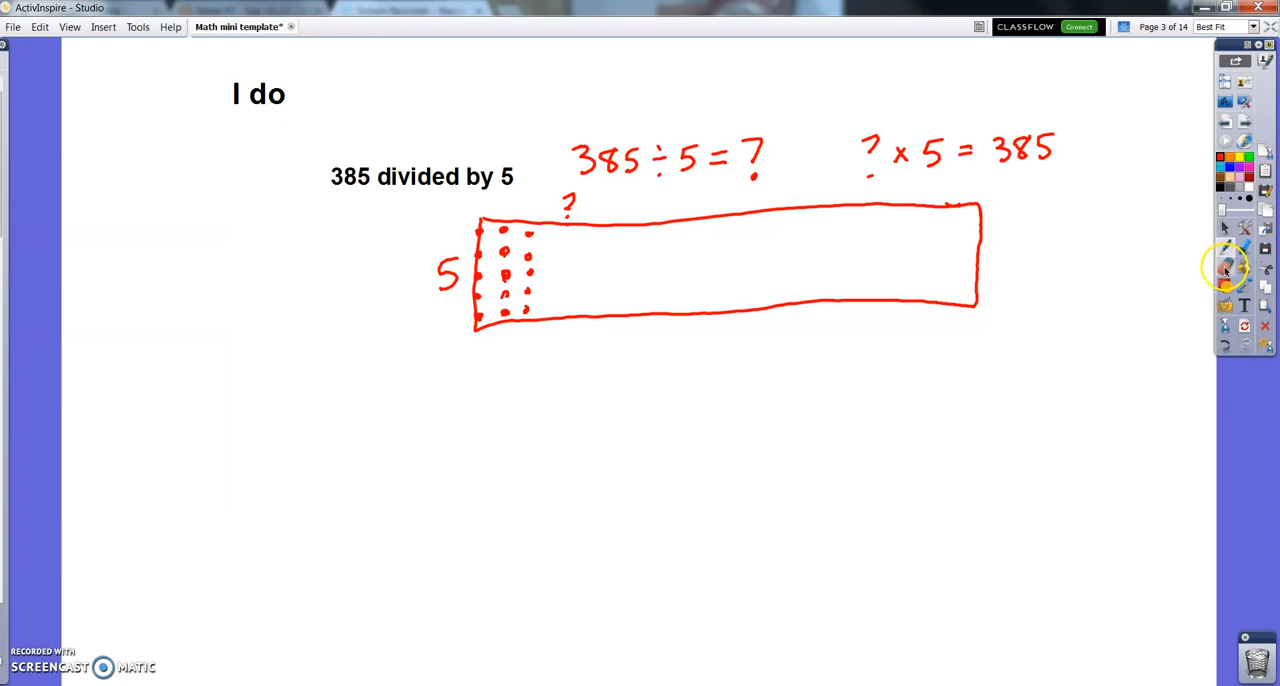 ActivInspire - Studio
File Edit View Insert Tools Help Math mini template* CLASSFLOW Connect Page 3 of 14 Best Fit
I do
385 ÷ 5 = ? ? × 5 = 385
385 divided by 5
?
5
T
RECORDED WITH
SCREENCAST MATIC